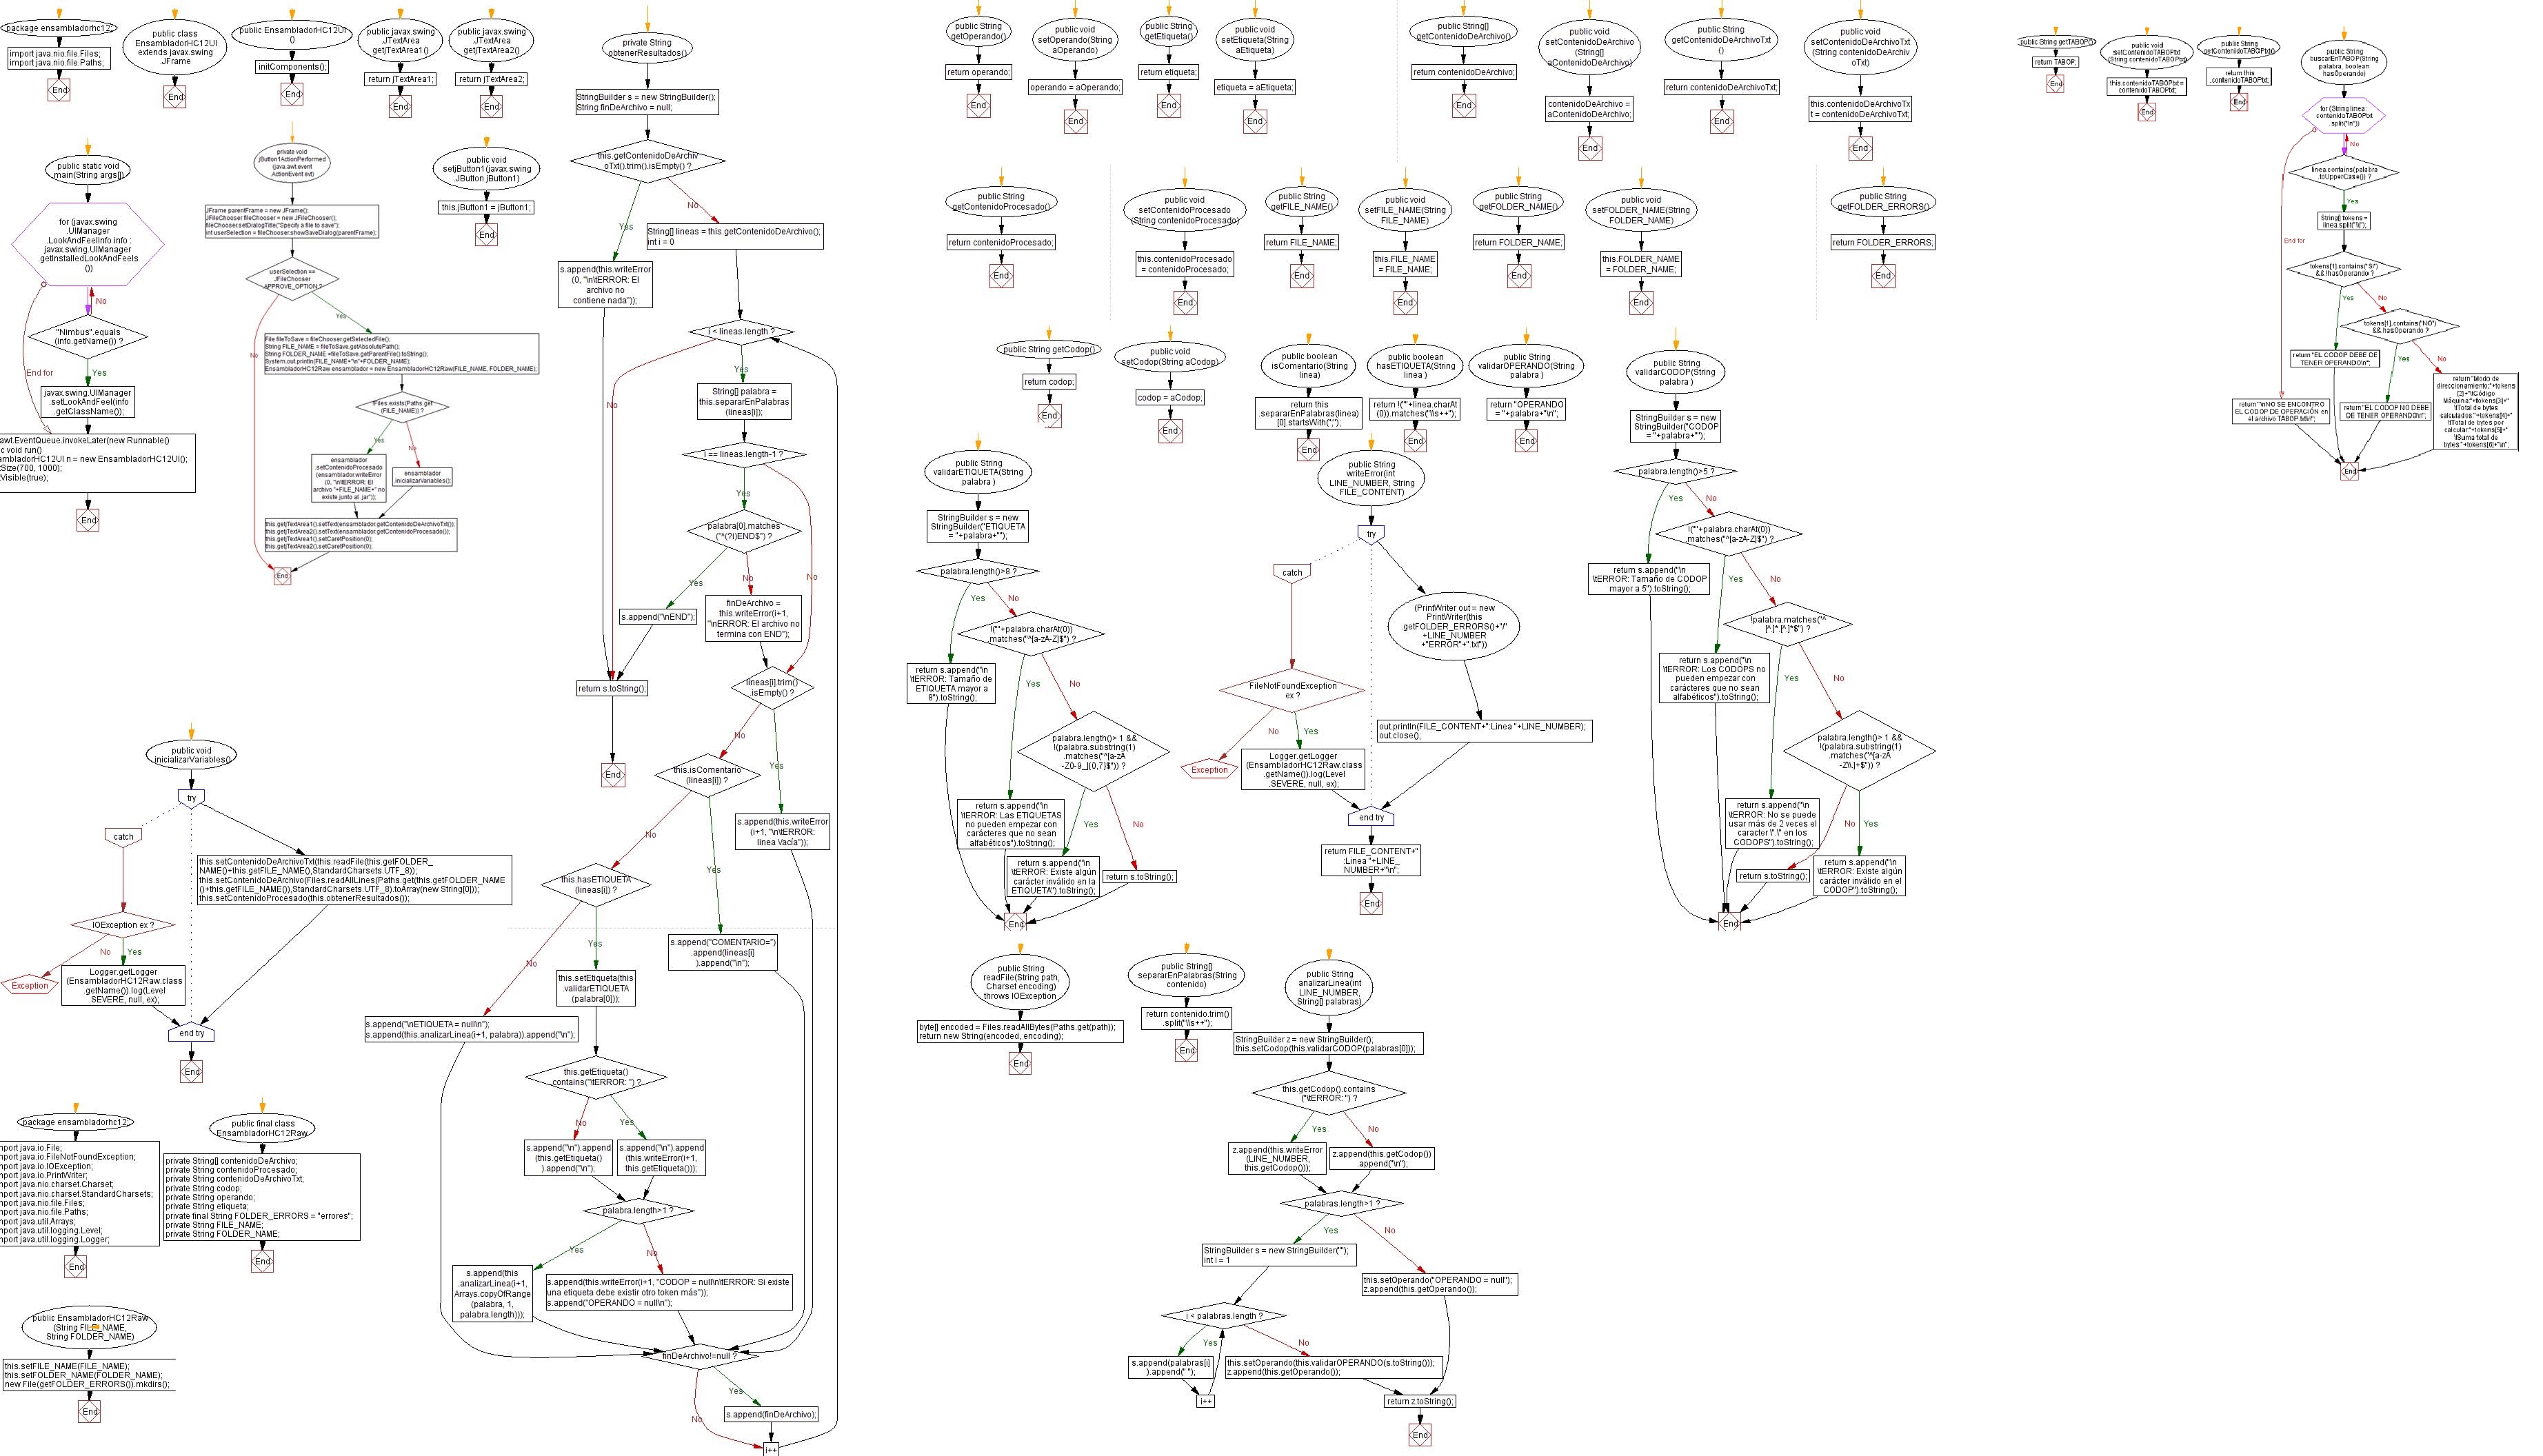 package ensambladorhc12;
import java.nio.file.Files;
import java.nio.file.Paths;
End
public class
EnsambladorHC12UI
extends javax.swing
.JFrame
End
public EnsambladorHC12UI
()
initComponents();
End
public javax.swing
.JTextArea
getjTextArea1()
return jTextArea1;
End
public javax.swing
.JTextArea
getjTextArea2()
return jTextArea2;
End
public static void
main(String args[])
for (javax.swing
.UIManager
.LookAndFeelInfo info :
javax.swing.UIManager
.getInstalledLookAndFeels
())
No
"Nimbus".equals
(info.getName()) ?
End for
Yes
javax.swing.UIManager
.setLookAndFeel(info
.getClassName());
awt.EventQueue.invokeLater(new Runnable()
c void run()
ambladorHC12UI n = new EnsambladorHC12UI();
tSize(700, 1000);
tVisible(true);
End
private void
jButton1ActionPerformed
(java.awt.event
.ActionEvent evt)
JFrame parentFrame = new JFrame();
JFileChooser fileChooser = new JFileChooser();
fileChooser.setDialogTitle("Specify a file to save");
int userSelection = fileChooser.showSaveDialog(parentFrame);
userSelection ==
JFileChooser
.APPROVE_OPTION ?
Yes
No
File fileToSave = fileChooser.getSelectedFile();
String FILE_NAME = fileToSave.getAbsolutePath();
String FOLDER_NAME =fileToSave.getParentFile().toString();
System.out.println(FILE_NAME+"\n"+FOLDER_NAME);
EnsambladorHC12Raw ensamblador = new EnsambladorHC12Raw(FILE_NAME, FOLDER_NAME);
!Files.exists(Paths.get
(FILE_NAME)) ?
Yes
No
ensamblador
.setContenidoProcesado
(ensamblador.writeError
(0, "\n\tERROR: El
archivo "+FILE_NAME+" no
existe junto al .jar"));
ensamblador
.inicializarVariables();
this.getjTextArea1().setText(ensamblador.getContenidoDeArchivoTxt());
this.getjTextArea2().setText(ensamblador.getContenidoProcesado());
this.getjTextArea1().setCaretPosition(0);
this.getjTextArea2().setCaretPosition(0);
End
public void
setjButton1(javax.swing
.JButton jButton1)
this.jButton1 = jButton1;
End
private String
obtenerResultados()
StringBuilder s = new StringBuilder();
String finDeArchivo = null;
this.getContenidoDeArchiv
oTxt().trim().isEmpty() ?
Yes
No
s.append(this.writeError
(0, "\n\tERROR: El
archivo no
contiene nada"));
String[] lineas = this.getContenidoDeArchivo();
int i = 0
i < lineas.length ?
Yes
No
String[] palabra =
this.separarEnPalabras
(lineas[i]);
i == lineas.length-1 ?
Yes
No
palabra[0].matches
("^(?i)END$") ?
Yes
No
s.append("\nEND");
finDeArchivo =
this.writeError(i+1,
"\nERROR: El archivo no
termina con END");
return s.toString();
End
lineas[i].trim()
.isEmpty() ?
No
Yes
this.isComentario
(lineas[i]) ?
No
Yes
s.append(this.writeError
(i+1, "\n\tERROR:
linea Vacía"));
this.hasETIQUETA
(lineas[i]) ?
No
Yes
s.append("COMENTARIO=")
.append(lineas[i]
).append("\n");
this.setEtiqueta(this
.validarETIQUETA
(palabra[0]));
s.append("\nETIQUETA = null\n");
s.append(this.analizarLinea(i+1, palabra)).append("\n");
this.getEtiqueta()
.contains("\tERROR: ") ?
No
Yes
s.append("\n").append
(this.getEtiqueta()
).append("\n");
s.append("\n").append
(this.writeError(i+1,
this.getEtiqueta()));
palabra.length>1 ?
Yes
No
s.append(this
.analizarLinea(i+1,
Arrays.copyOfRange
(palabra, 1,
palabra.length)));
s.append(this.writeError(i+1, "CODOP = null\n\tERROR: Si existe
una etiqueta debe existir otro token más"));
s.append("OPERANDO = null\n");
finDeArchivo!=null ?
Yes
No
s.append(finDeArchivo);
i++
public void
inicializarVariables()
try
catch
this.setContenidoDeArchivoTxt(this.readFile(this.getFOLDER_
NAME()+this.getFILE_NAME(),StandardCharsets.UTF_8));
this.setContenidoDeArchivo(Files.readAllLines(Paths.get(this.getFOLDER_NAME
()+this.getFILE_NAME()),StandardCharsets.UTF_8).toArray(new String[0]));
this.setContenidoProcesado(this.obtenerResultados());
IOException ex ?
No
Yes
Exception
Logger.getLogger
(EnsambladorHC12Raw.class
.getName()).log(Level
.SEVERE, null, ex);
end try
End
package ensambladorhc12;
mport java.io.File;
mport java.io.FileNotFoundException;
mport java.io.IOException;
mport java.io.PrintWriter;
mport java.nio.charset.Charset;
mport java.nio.charset.StandardCharsets;
mport java.nio.file.Files;
mport java.nio.file.Paths;
mport java.util.Arrays;
mport java.util.logging.Level;
mport java.util.logging.Logger;
End
public final class
EnsambladorHC12Raw
private String[] contenidoDeArchivo;
private String contenidoProcesado;
private String contenidoDeArchivoTxt;
private String codop;
private String operando;
private String etiqueta;
private final String FOLDER_ERRORS = "errores";
private String FILE_NAME;
private String FOLDER_NAME;
End
public EnsambladorHC12Raw
(String FILE_NAME,
String FOLDER_NAME)
this.setFILE_NAME(FILE_NAME);
this.setFOLDER_NAME(FOLDER_NAME);
new File(getFOLDER_ERRORS()).mkdirs();
End
public String
getOperando()
return operando;
End
public void
setOperando(String
aOperando)
operando = aOperando;
End
public String
getEtiqueta()
return etiqueta;
End
public void
setEtiqueta(String
aEtiqueta)
etiqueta = aEtiqueta;
End
public String[]
getContenidoDeArchivo()
return contenidoDeArchivo;
End
public void
setContenidoDeArchivo
(String[]
aContenidoDeArchivo)
contenidoDeArchivo =
aContenidoDeArchivo;
End
public String
getContenidoDeArchivoTxt
()
return contenidoDeArchivoTxt;
End
public void
setContenidoDeArchivoTxt
(String contenidoDeArchiv
oTxt)
this.contenidoDeArchivoTx
t = contenidoDeArchivoTxt;
End
public String
getContenidoProcesado()
return contenidoProcesado;
End
public void
setContenidoProcesado
(String contenidoProcesado)
this.contenidoProcesado
= contenidoProcesado;
End
public String
getFILE_NAME()
return FILE_NAME;
End
public void
setFILE_NAME(String
FILE_NAME)
this.FILE_NAME
= FILE_NAME;
End
public String
getFOLDER_NAME()
return FOLDER_NAME;
End
public void
setFOLDER_NAME(String
FOLDER_NAME)
this.FOLDER_NAME
= FOLDER_NAME;
End
public String
getFOLDER_ERRORS()
return FOLDER_ERRORS;
End
public String getCodop()
return codop;
End
public void
setCodop(String aCodop)
codop = aCodop;
End
public boolean
isComentario(String
linea)
return this
.separarEnPalabras(linea)
[0].startsWith(";");
End
public boolean
hasETIQUETA(String
linea )
return !(""+linea.charAt
(0)).matches("\\s++");
End
public String
validarOPERANDO(String
palabra )
return "OPERANDO
= "+palabra+"\n";
End
public String
validarCODOP(String
palabra )
StringBuilder s = new
StringBuilder("CODOP
= "+palabra+"");
palabra.length()>5 ?
Yes
No
return s.append("\n
\tERROR: Tamaño de CODOP
mayor a 5").toString();
!(""+palabra.charAt(0))
.matches("^[a-zA-Z]$") ?
Yes
No
return s.append("\n
\tERROR: Los CODOPS no
pueden empezar con
carácteres que no sean
alfabéticos").toString();
!palabra.matches("^
[^.]*.[^.]*$") ?
Yes
No
return s.append("\n
\tERROR: No se puede
usar más de 2 veces el
caracter \".\" en los
CODOPS").toString();
palabra.length()> 1 &&
!(palabra.substring(1)
.matches("^[a-zA
-Z\\.]+$")) ?
No
Yes
return s.toString();
return s.append("\n
\tERROR: Existe algún
carácter inválido en el
CODOP").toString();
End
public String
validarETIQUETA(String
palabra )
StringBuilder s = new
StringBuilder("ETIQUETA
= "+palabra+"");
palabra.length()>8 ?
Yes
No
return s.append("\n
\tERROR: Tamaño de
ETIQUETA mayor a
8").toString();
!(""+palabra.charAt(0))
.matches("^[a-zA-Z]$") ?
Yes
No
return s.append("\n
\tERROR: Las ETIQUETAS
no pueden empezar con
carácteres que no sean
alfabéticos").toString();
palabra.length()> 1 &&
!(palabra.substring(1)
.matches("^[a-zA
-Z0-9_]{0,7}$")) ?
Yes
No
return s.append("\n
\tERROR: Existe algún
carácter inválido en la
ETIQUETA").toString();
return s.toString();
End
public String
writeError(int
LINE_NUMBER, String
FILE_CONTENT)
try
catch
(PrintWriter out = new
PrintWriter(this
.getFOLDER_ERRORS()+"/"
+LINE_NUMBER
+"ERROR"+".txt"))
FileNotFoundException
ex ?
No
Yes
Exception
Logger.getLogger
(EnsambladorHC12Raw.class
.getName()).log(Level
.SEVERE, null, ex);
out.println(FILE_CONTENT+":Linea "+LINE_NUMBER);
out.close();
end try
return FILE_CONTENT+"
:Linea "+LINE_
NUMBER+"\n";
End
public String
readFile(String path,
Charset encoding)
throws IOException
byte[] encoded = Files.readAllBytes(Paths.get(path));
return new String(encoded, encoding);
End
public String[]
separarEnPalabras(String
contenido)
return contenido.trim()
.split("\\s++");
End
public String
analizarLinea(int
LINE_NUMBER,
String[] palabras)
StringBuilder z = new StringBuilder();
this.setCodop(this.validarCODOP(palabras[0]));
this.getCodop().contains
("\tERROR: ") ?
Yes
No
z.append(this.writeError
(LINE_NUMBER,
this.getCodop()));
z.append(this.getCodop())
.append("\n");
palabras.length>1 ?
Yes
No
StringBuilder s = new StringBuilder("");
int i = 1
this.setOperando("OPERANDO = null");
z.append(this.getOperando());
i < palabras.length ?
Yes
No
s.append(palabras[i]
).append(" ");
i++
this.setOperando(this.validarOPERANDO(s.toString()));
z.append(this.getOperando());
return z.toString();
End
public String getTABOP()
return TABOP;
End
public void
setContenidoTABOPtxt
(String contenidoTABOPtxt)
this.contenidoTABOPtxt =
contenidoTABOPtxt;
End
public String
getContenidoTABOPtxt()
return this
.contenidoTABOPtxt;
End
public String
buscarEnTABOP(String
palabra, boolean
hasOperando)
for (String linea :
contenidoTABOPtxt
.split("\n"))
No
linea.contains(palabra
.toUpperCase()) ?
Yes
End for
String[] tokens =
tokens[1].contains("SI")
&& !hasOperando ?
Yes
No
tokens[1].contains("NO")
&& hasOperando ?
return "EL CODOP DEBE DE
TENER OPERANDO\n";
Yes
No
return "\nNO SE ENCONTRO
EL CODOP DE OPERACIÓN en
el archivo TABOP.txt\n";
return "EL CODOP NO DEBE
DE TENER OPERANDO\n";
return "Modo de
direccionamiento:"+tokens
[2]+"\tCódigo
Máquina:"+tokens[3]+"
\tTotal de bytes
calculados:"+tokens[4]+"
\tTotal de bytes por
calcular:"+tokens[5]+"
\tSuma total de
bytes:"+tokens[6]+"\n";
End